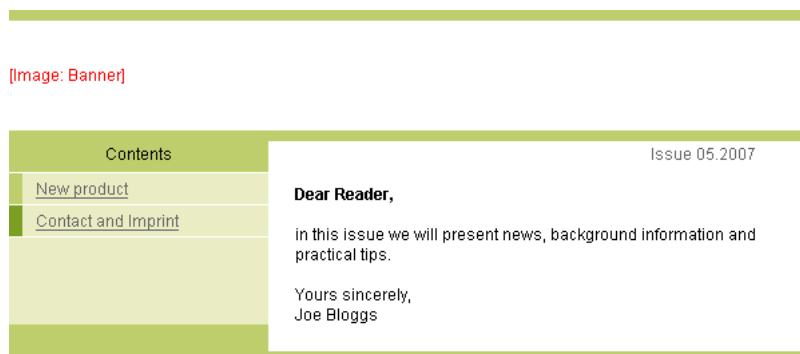 [Image: Banner]
Contents
New product
Contact and Imprint
Issue 05.2007
Dear Reader,
in this issue we will present news, background information and
practical tips.
Yours sincerely,
Joe Bloggs